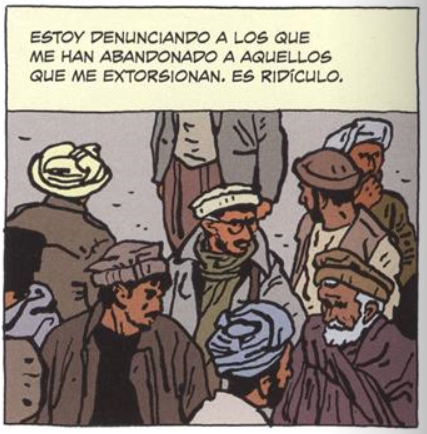 ESTOY DENUNCIANDO A LOS QUE
ME HAN ABANDONADO A AQUELLOS
QUE ME EXTORSIONAN. ES RIDÍCULO.